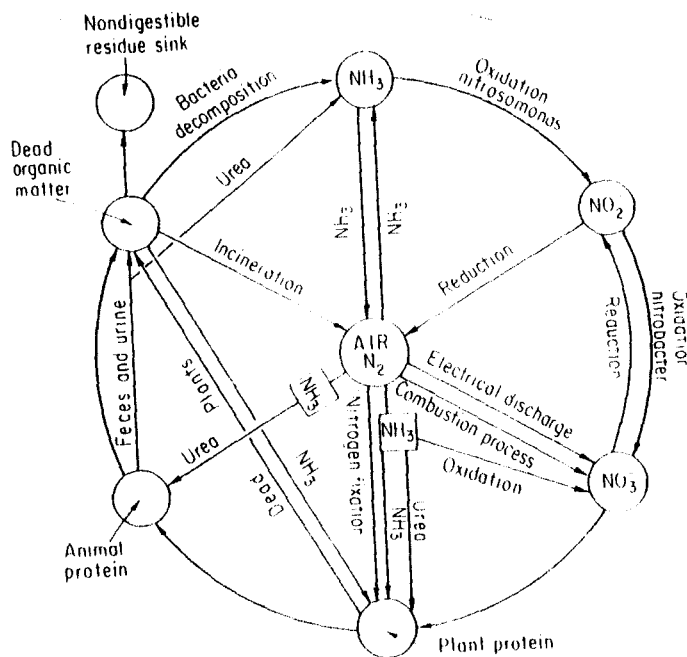 Nondigestible
residue sink
Bacteria
decomposition
NH3
Oxidation
nitrosomonas
Dead
organic
matter
Urea
NO2-
NH3
NH3
Incineration
Reduction
Oxidation
nitrobacter
Reduction
AIR
N2
Electrical discharge
Combustion process
Feces and urine
Plants
Dead
NH3
Urea
NH3
Nitrogen fixation
NH3
Oxidation
NO3-
Urea
NH3
Animal
protein
Plant protein